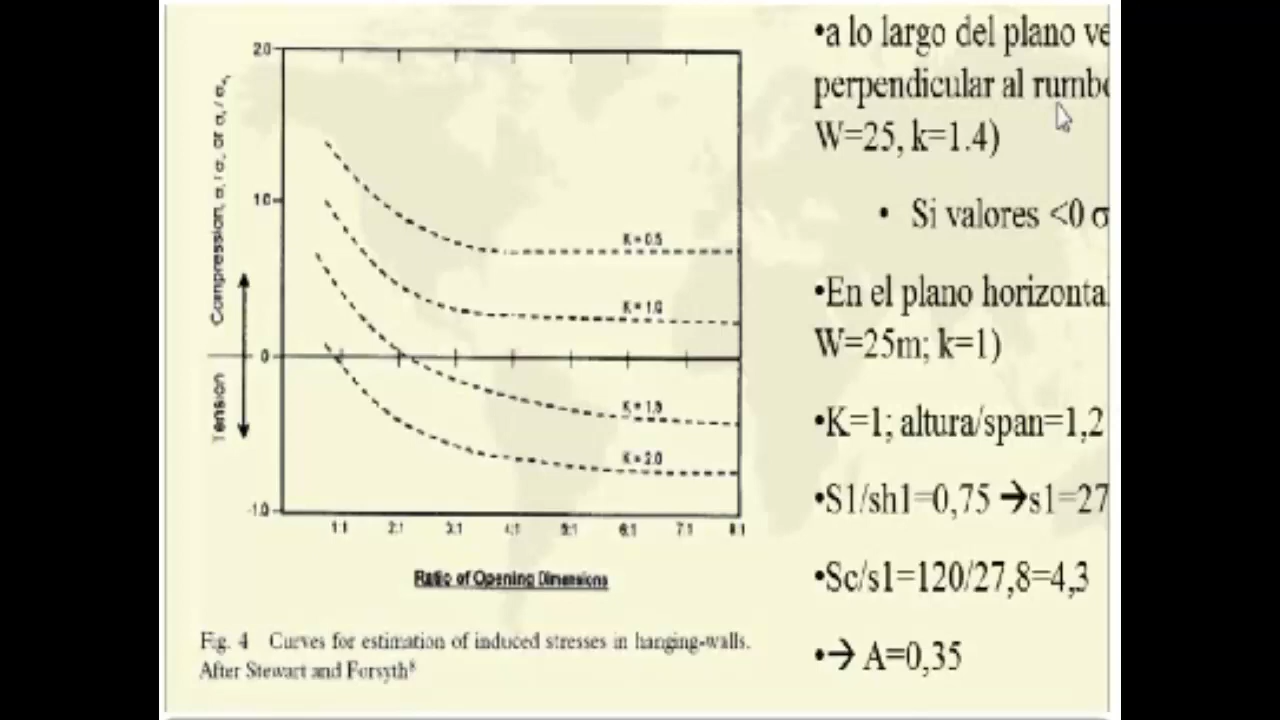 2.0
1.0
0
-1.0
Compression,
Tension
K = 0.5
K = 1.0
K = 1.5
K = 2.0
1:1 2:1 3:1 4:1 5:1 6:1 7:1 8:1
Ratio of Opening Dimensions
Fig. 4 Curves for estimation of induced stresses in hanging-walls.
After Stewart and Forsyth⁸
•a lo largo del plano ve
perpendicular al rumbo
W=25, k=1.4)
• Si valores <0 σ
•En el plano horizontal
W=25m; k=1)
•K=1; altura/span=1,2
•S1/sh1=0,75 →s1=27
•Sc/s1=120/27,8=4,3
•→ A=0,35